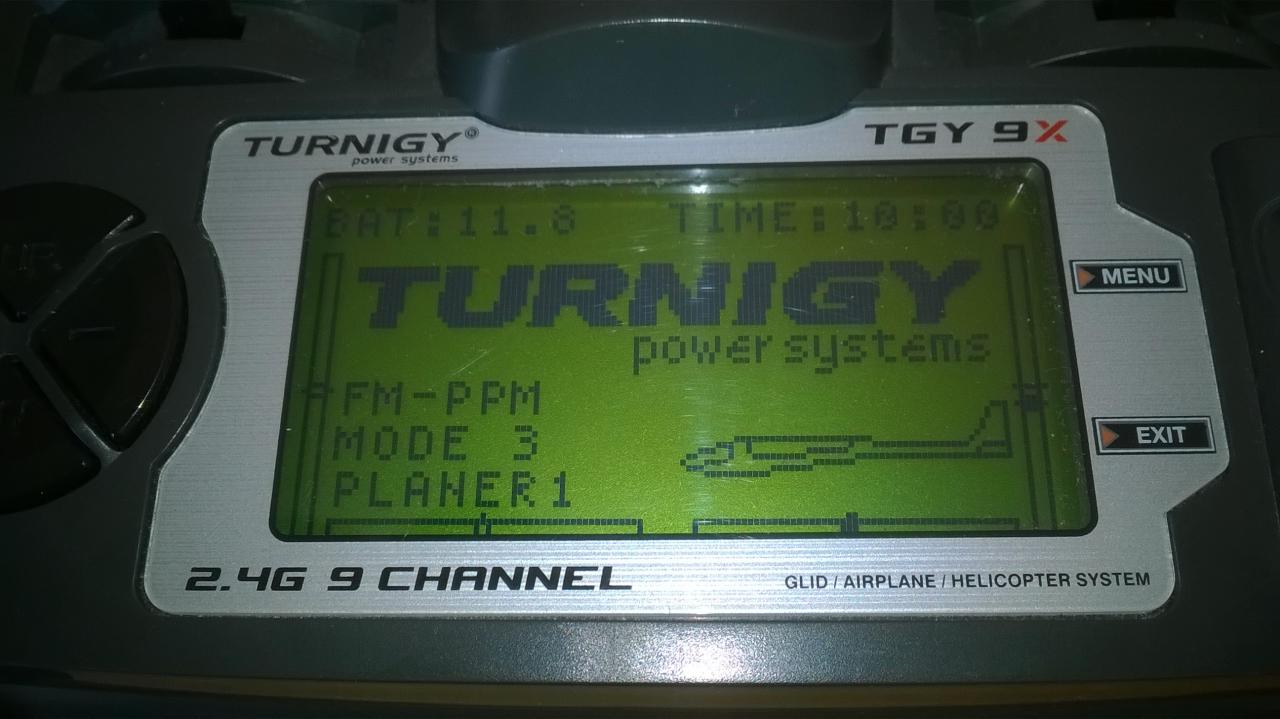 TURNIGY® TGY 9X
power systems
BAT:11.8 TIME:10:00
TURNIGY
power systems
FM-PPM
MODE 3
PLANER1
MENU
EXIT
2.4G 9 CHANNEL
GLID / AIRPLANE / HELICOPTER SYSTEM